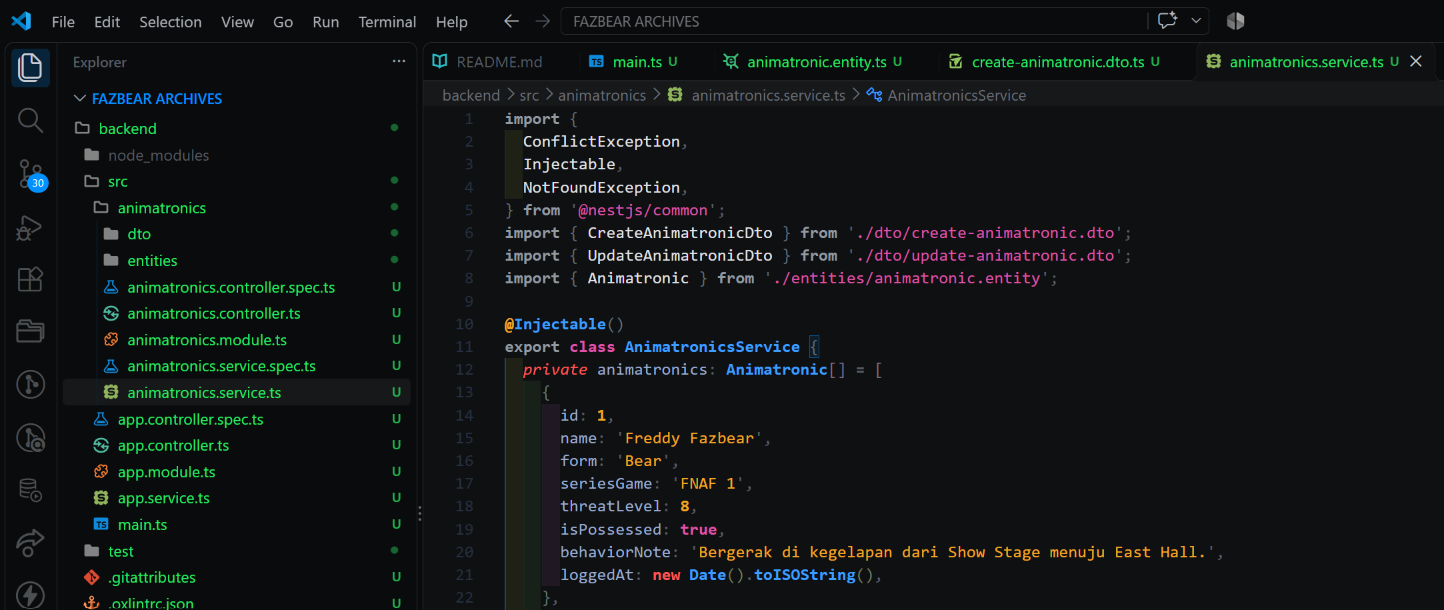 File Edit Selection View Go Run Terminal Help
FAZBEAR ARCHIVES
Explorer
30
FAZBEAR ARCHIVES
backend
node_modules
src
animatronics
dto
entities
animatronics.controller.spec.ts U
animatronics.controller.ts U
animatronics.module.ts U
animatronics.service.spec.ts U
animatronics.service.ts U
app.controller.spec.ts U
app.controller.ts U
app.module.ts U
app.service.ts U
TS main.ts U
test
.gitattributes U
.oxlintrc.json U
README.md
TS main.ts U
animatronic.entity.ts U
create-animatronic.dto.ts U
animatronics.service.ts U
backend > src > animatronics > animatronics.service.ts > AnimatronicsService
1 import {
2 ConflictException,
3 Injectable,
4 NotFoundException,
5 } from '@nestjs/common';
6 import { CreateAnimatronicDto } from './dto/create-animatronic.dto';
7 import { UpdateAnimatronicDto } from './dto/update-animatronic.dto';
8 import { Animatronic } from './entities/animatronic.entity';
9
10 @Injectable()
11 export class AnimatronicsService {
12 private animatronics: Animatronic[] = [
13 {
14 id: 1,
15 name: 'Freddy Fazbear',
16 form: 'Bear',
17 seriesGame: 'FNAF 1',
18 threatLevel: 8,
19 isPossessed: true,
20 behaviorNote: 'Bergerak di kegelapan dari Show Stage menuju East Hall.',
21 loggedAt: new Date().toISOString(),
22 },